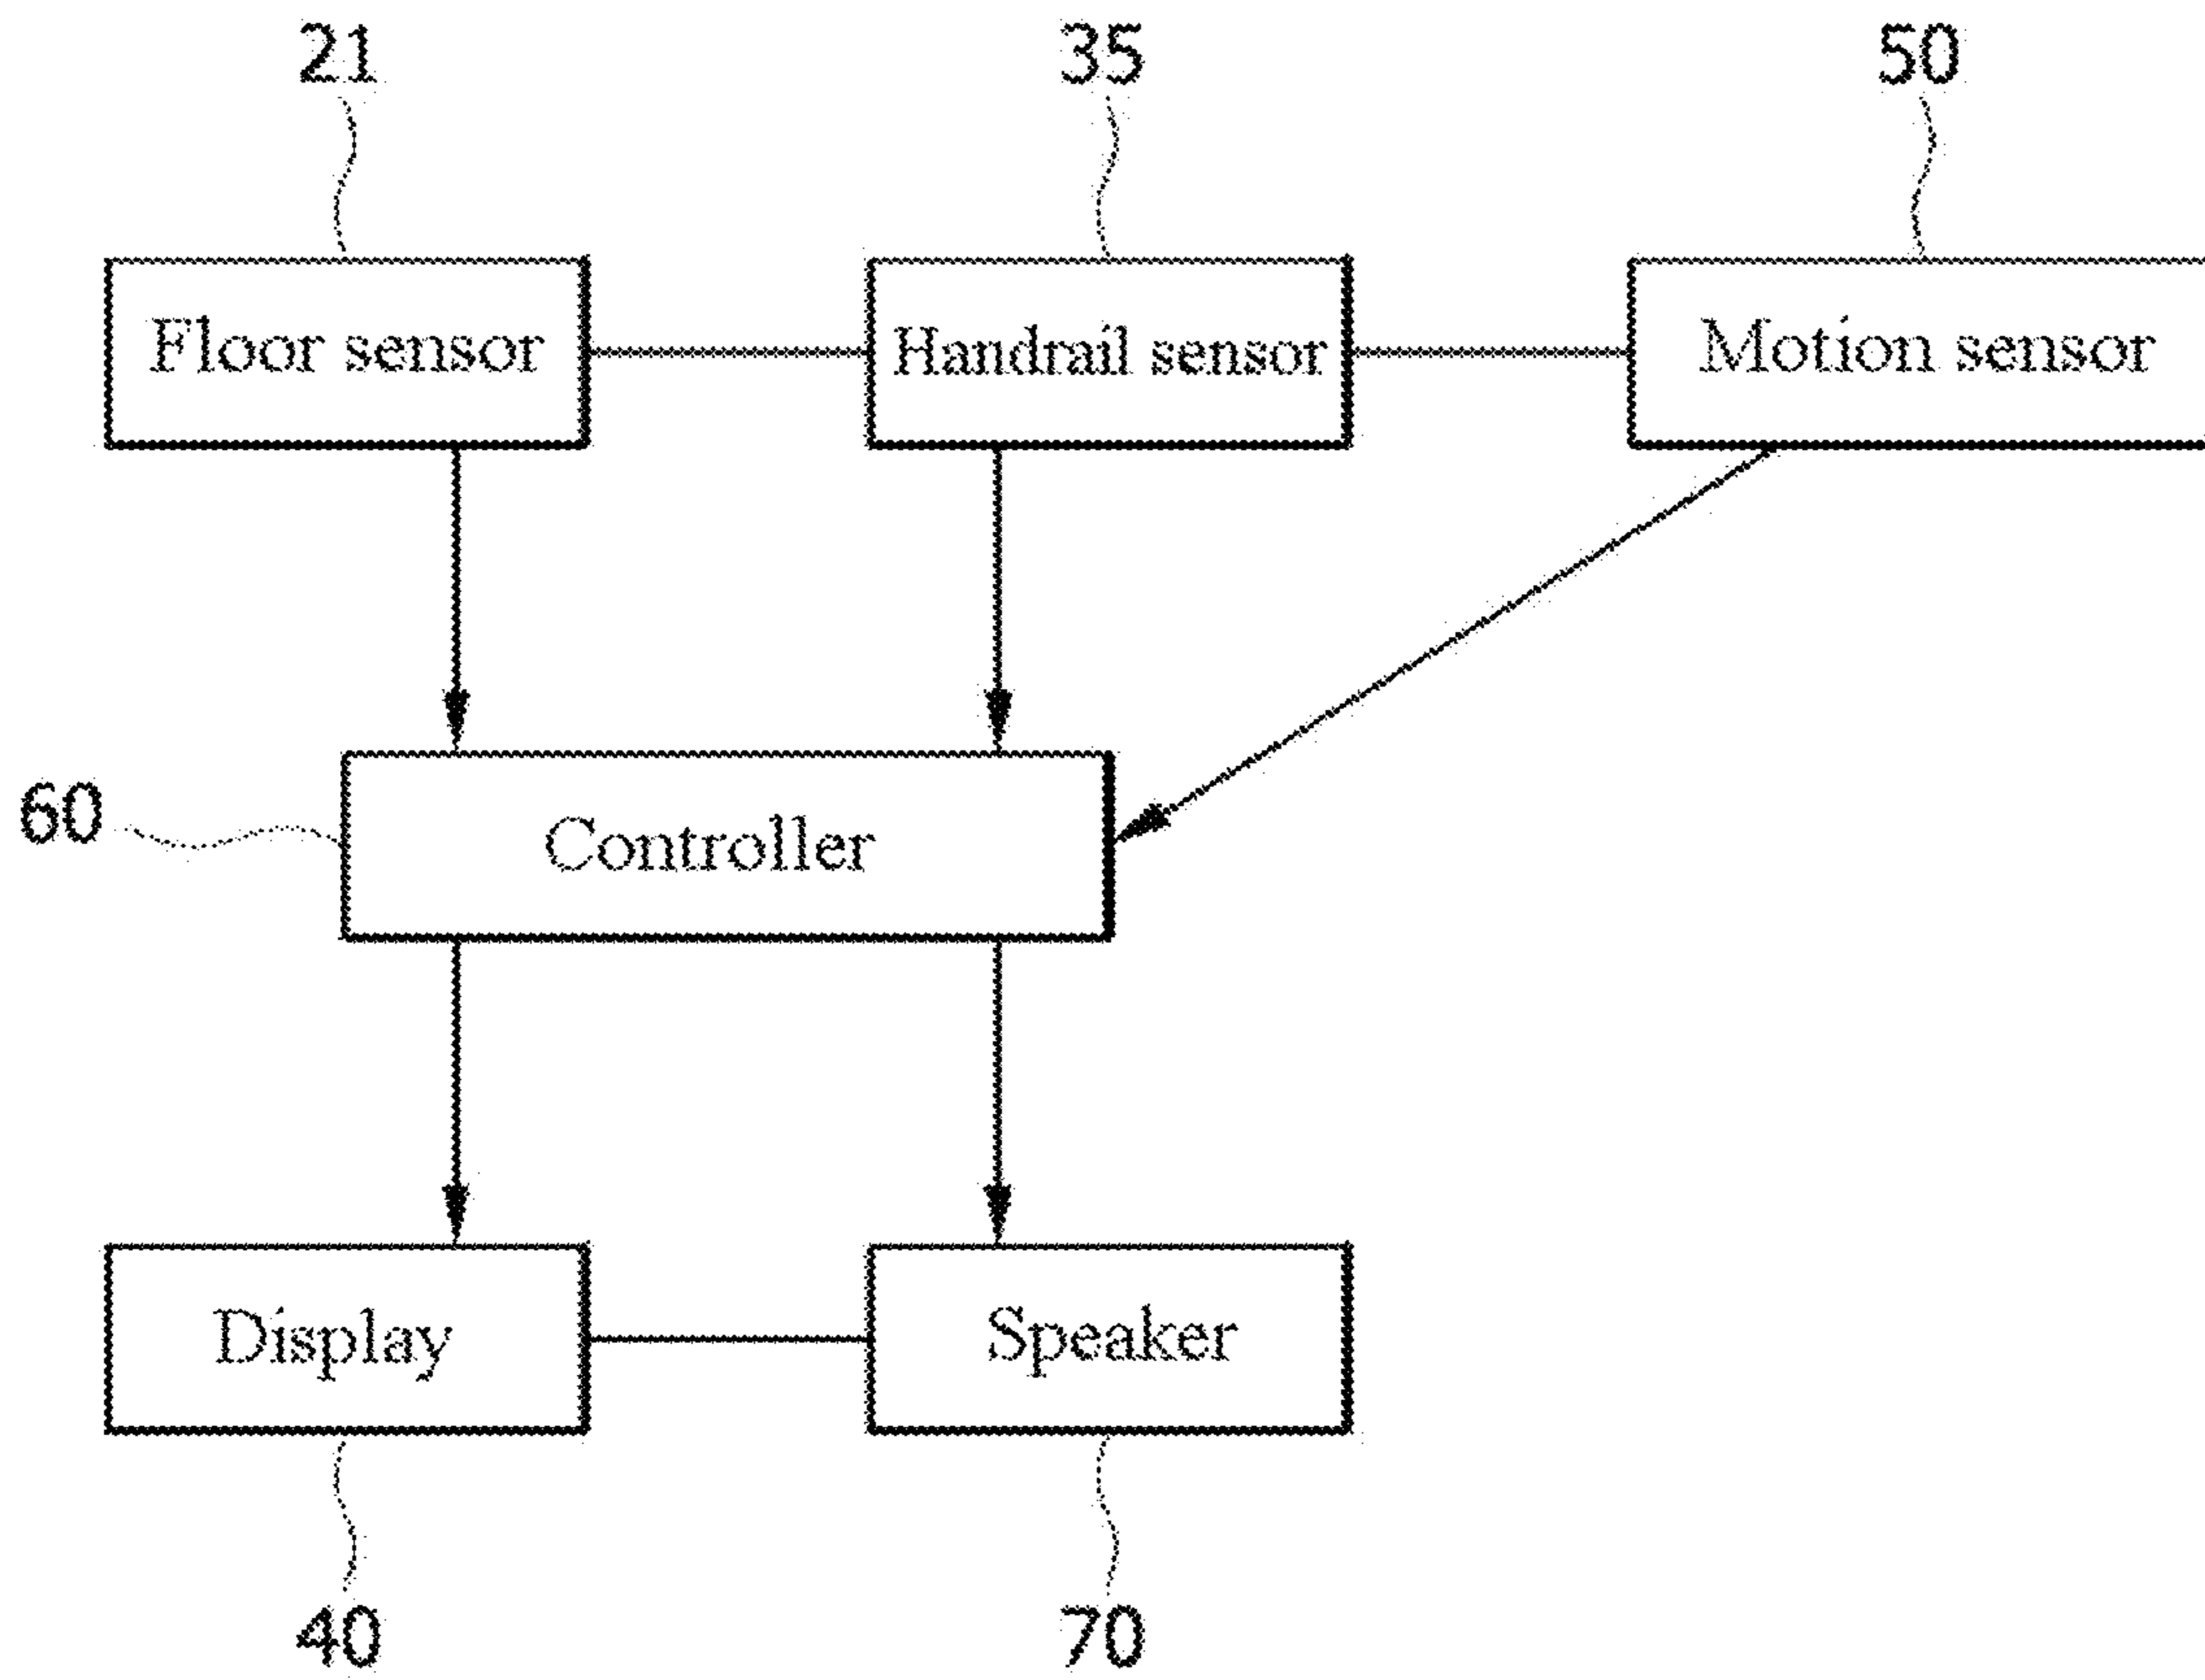 21
35
50
Floor sensor
Handrail sensor
Motion sensor
60
Controller
Display
Speaker
40
70